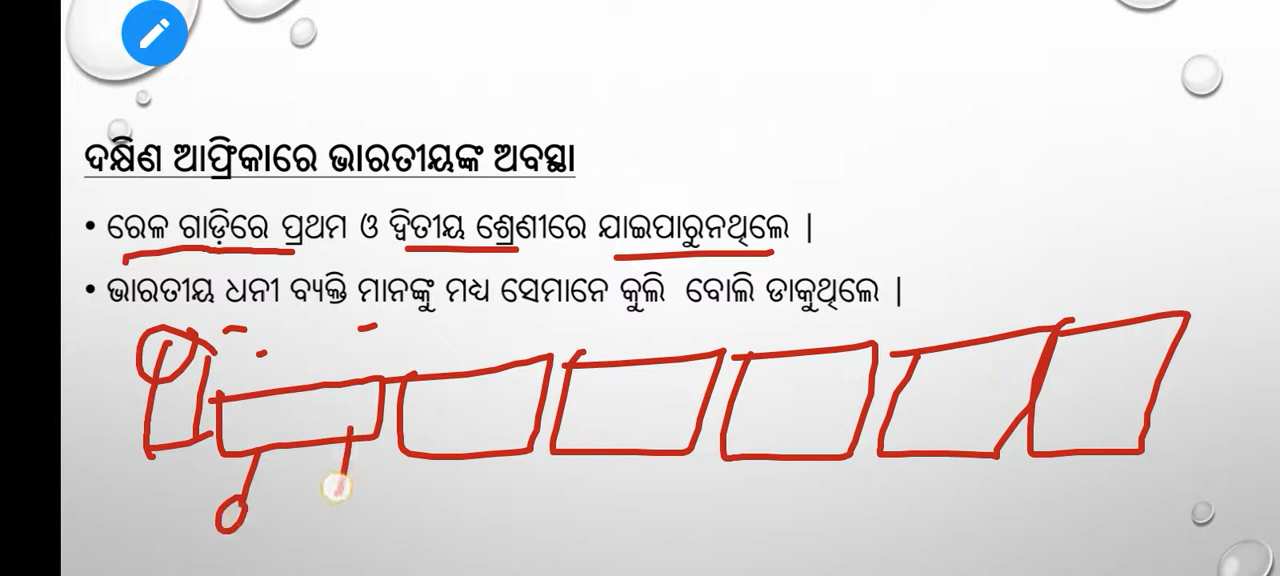 ଦକ୍ଷିଣ ଆଫ୍ରିକାରେ ଭାରତୀୟଙ୍କ ଅବସ୍ଥା
• ରେଳ ଗାଡ଼ିରେ ପ୍ରଥମ ଓ ଦ୍ୱିତୀୟ ଶ୍ରେଣୀରେ ଯାଇପାରୁନଥିଲେ |
• ଭାରତୀୟ ଧନୀ ବ୍ୟକ୍ତି ମାନଙ୍କୁ ମଧ୍ୟ ସେମାନେ କୁଲି ବୋଲି ଡାକୁଥିଲେ |